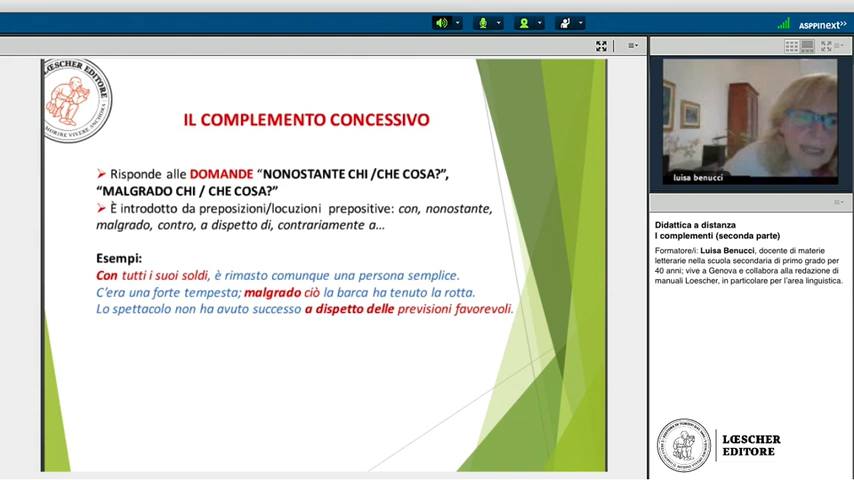 ASPPInext>>
LŒSCHER EDITORE
IL COMPLEMENTO CONCESSIVO
➢ Risponde alle DOMANDE "NONOSTANTE CHI /CHE COSA?",
"MALGRADO CHI / CHE COSA?"
➢ È introdotto da preposizioni/locuzioni prepositive: con, nonostante,
malgrado, contro, a dispetto di, contrariamente a...
Esempi:
Con tutti i suoi soldi, è rimasto comunque una persona semplice.
C'era una forte tempesta; malgrado ciò la barca ha tenuto la rotta.
Lo spettacolo non ha avuto successo a dispetto delle previsioni favorevoli.
luisa benucci
Didattica a distanza
I complementi (seconda parte)
Formatore/i: Luisa Benucci, docente di materie
letterarie nella scuola secondaria di primo grado per
40 anni; vive a Genova e collabora alla redazione di
manuali Loescher, in particolare per l'area linguistica.
LŒSCHER
EDITORE